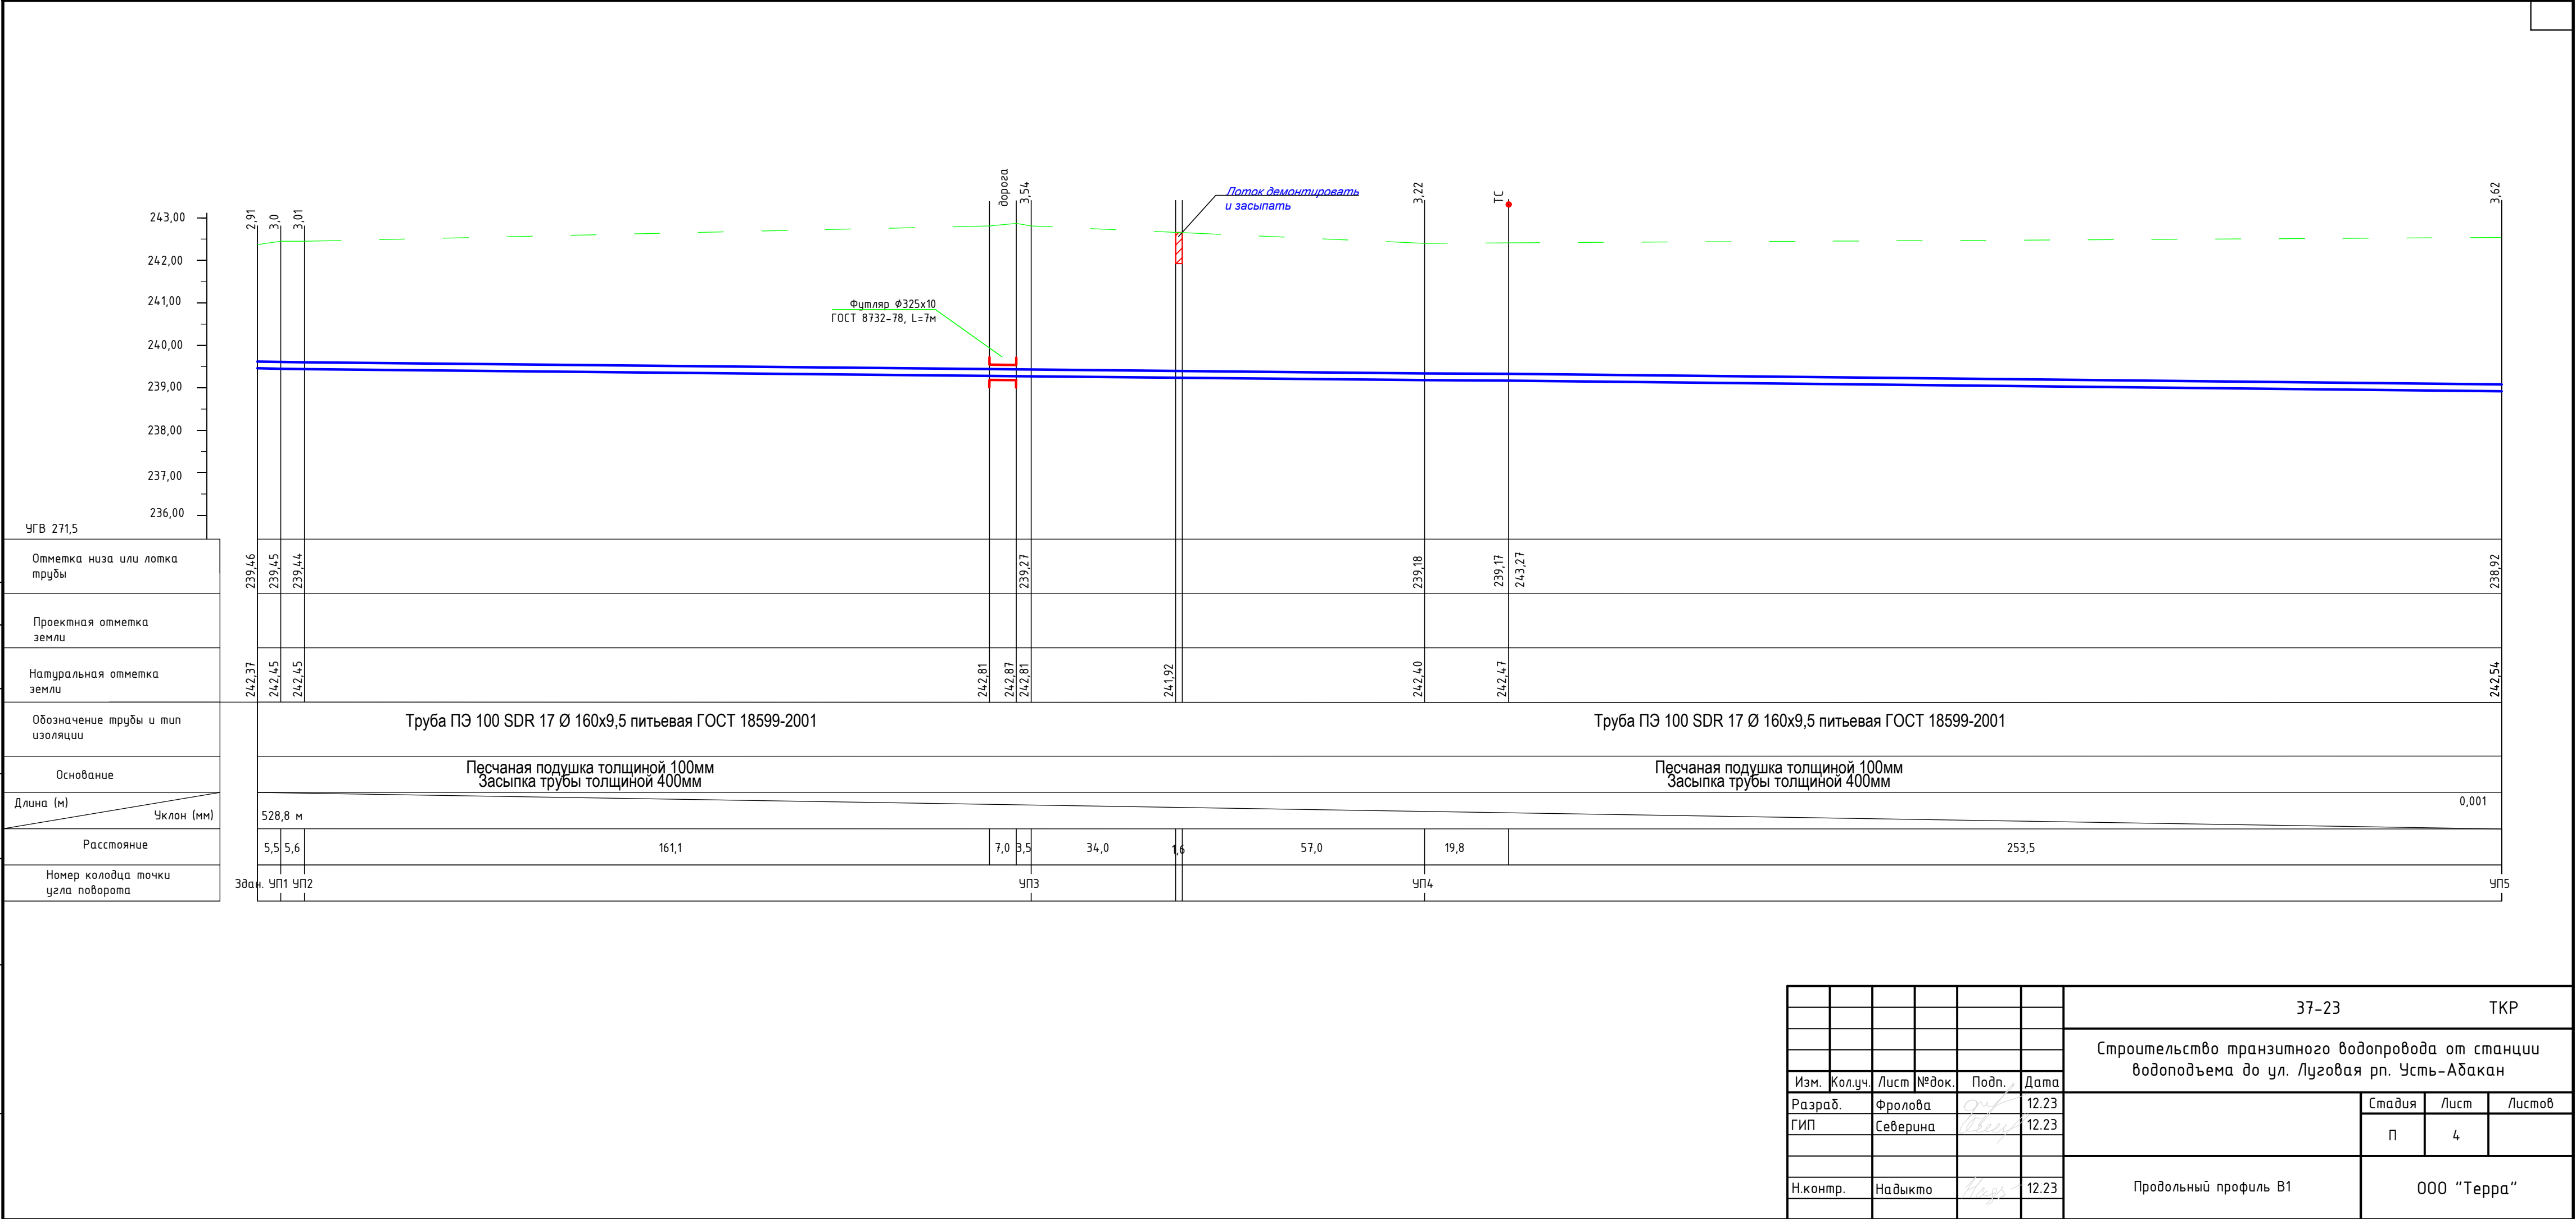 2,91
3,0
3,01
дорога
3,54
Лоток демонтировать
и засыпать
3,22
ТС
3,62
243,00
242,00
241,00
240,00
239,00
238,00
237,00
236,00
Футляр Ф325х10
ГОСТ 8732-78, L=7м
УГВ 271,5
Отметка низа или лотка
трубы
239,46
239,45
239,44
239,27
239,18
239,17
243,27
238,92
Проектная отметка
земли
Натуральная отметка
земли
242,37
242,45
242,45
242,81
242,87
242,81
241,92
242,40
242,47
242,54
Обозначение трубы и тип
изоляции
Труба ПЭ 100 SDR 17 Ø 160х9,5 питьевая ГОСТ 18599-2001
Труба ПЭ 100 SDR 17 Ø 160х9,5 питьевая ГОСТ 18599-2001
Основание
Песчаная подушка толщиной 100мм
Засыпка трубы толщиной 400мм
Песчаная подушка толщиной 100мм
Засыпка трубы толщиной 400мм
Длина (м)
Уклон (мм)
528,8 м
0,001
Расстояние
5,5 5,6 161,1 7,0 3,5 34,0 1,6 57,0 19,8 253,5
Номер колодца точки
угла поворота
Здан. УП1 УП2 УП3 УП4 УП5
37-23 ТКР
Строительство транзитного водопровода от станции
водоподъема до ул. Луговая рп. Усть-Абакан
Изм. Кол.уч. Лист №док. Подп. Дата
Разраб. Фролова 12.23
ГИП Северина 12.23
Н.контр. Надыкто 12.23
Стадия Лист Листов
П 4
Продольный профиль В1
ООО "Терра"